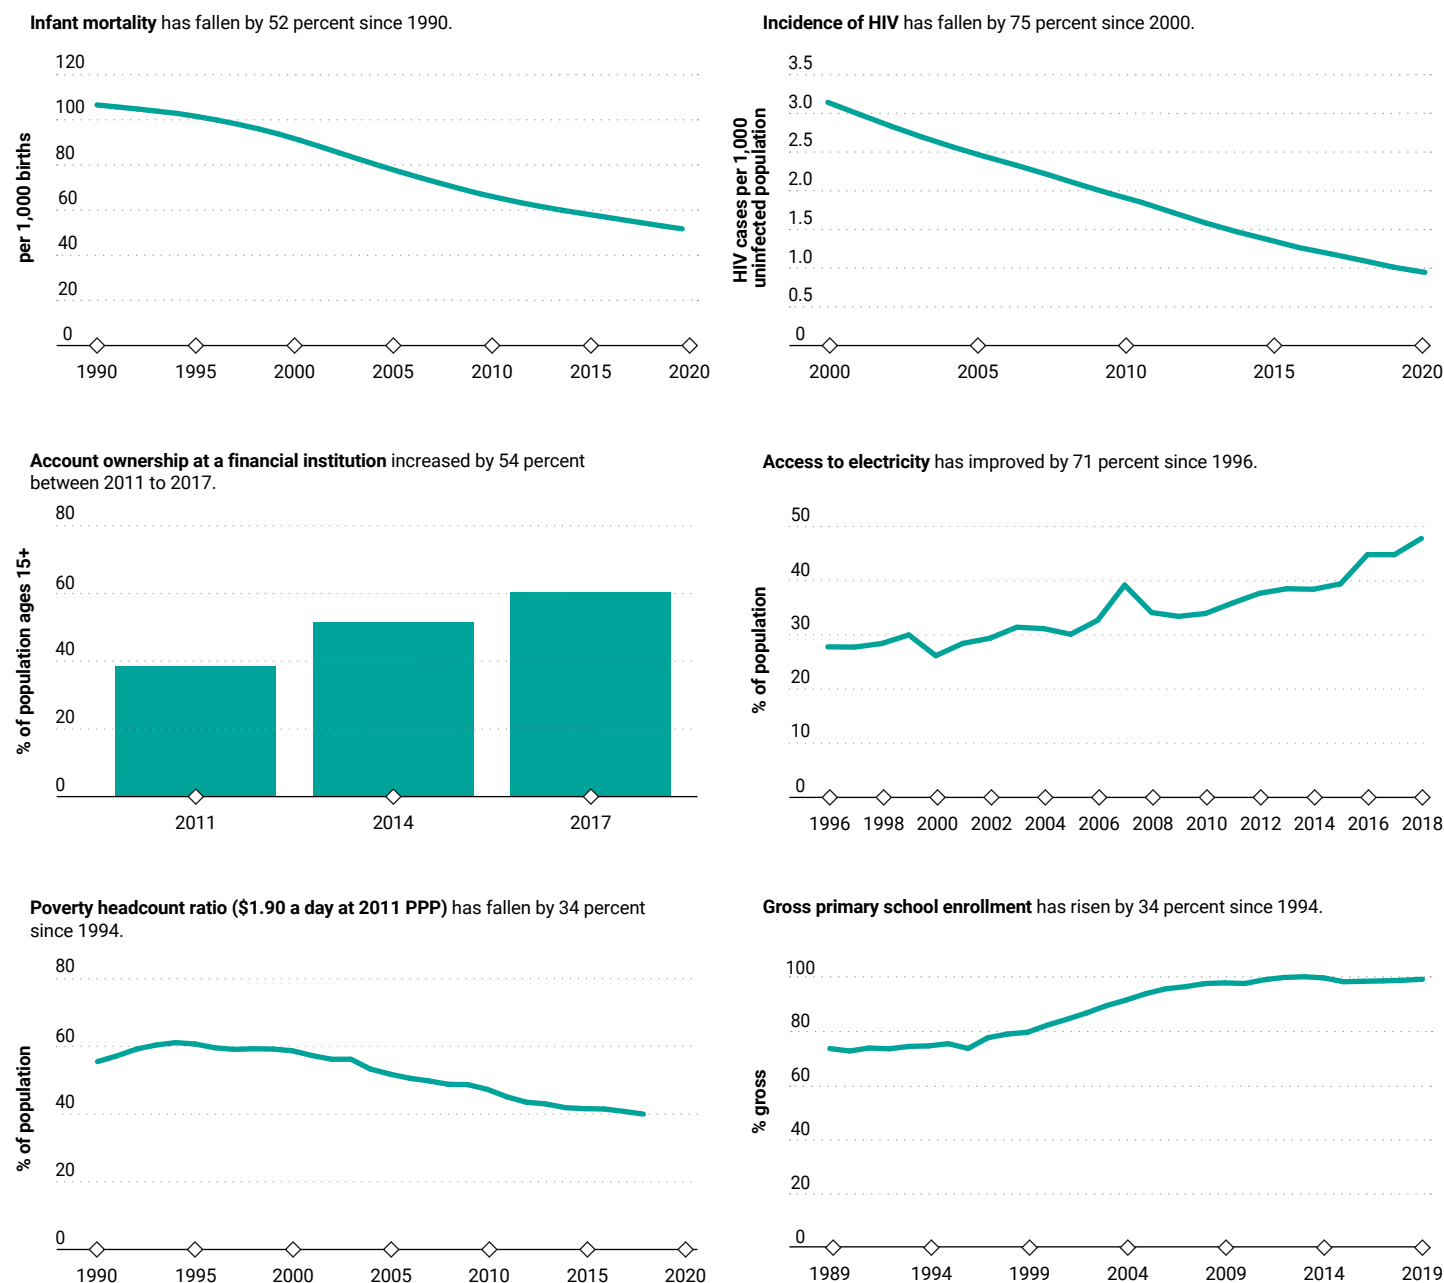 Infant mortality has fallen by 52 percent since 1990.
120
100
80
60
40
20
0
per 1,000 births
1990 1995 2000 2005 2010 2015 2020
Incidence of HIV has fallen by 75 percent since 2000.
3.5
3.0
2.5
2.0
1.5
1.0
0.5
0
HIV cases per 1,000
uninfected population
2000 2005 2010 2015 2020
Account ownership at a financial institution increased by 54 percent
between 2011 to 2017.
80
60
40
20
0
% of population ages 15+
2011 2014 2017
Access to electricity has improved by 71 percent since 1996.
50
40
30
20
10
0
% of population
1996 1998 2000 2002 2004 2006 2008 2010 2012 2014 2016 2018
Poverty headcount ratio ($1.90 a day at 2011 PPP) has fallen by 34 percent
since 1994.
80
60
40
20
0
% of population
1990 1995 2000 2005 2010 2015 2020
Gross primary school enrollment has risen by 34 percent since 1994.
100
80
60
40
20
0
% gross
1989 1994 1999 2004 2009 2014 2019